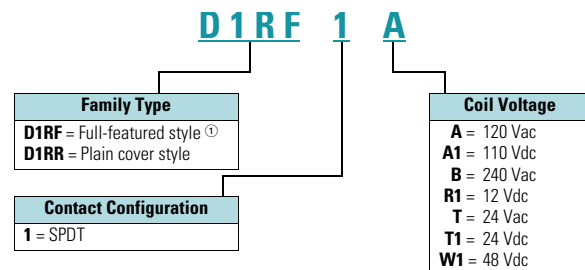 D1RF 1 A
Family Type
D1RF = Full-featured style ①
D1RR = Plain cover style
Contact Configuration
1 = SPDT
Coil Voltage
A = 120 Vac
A1 = 110 Vdc
B = 240 Vac
R1 = 12 Vdc
T = 24 Vac
T1 = 24 Vdc
W1 = 48 Vdc